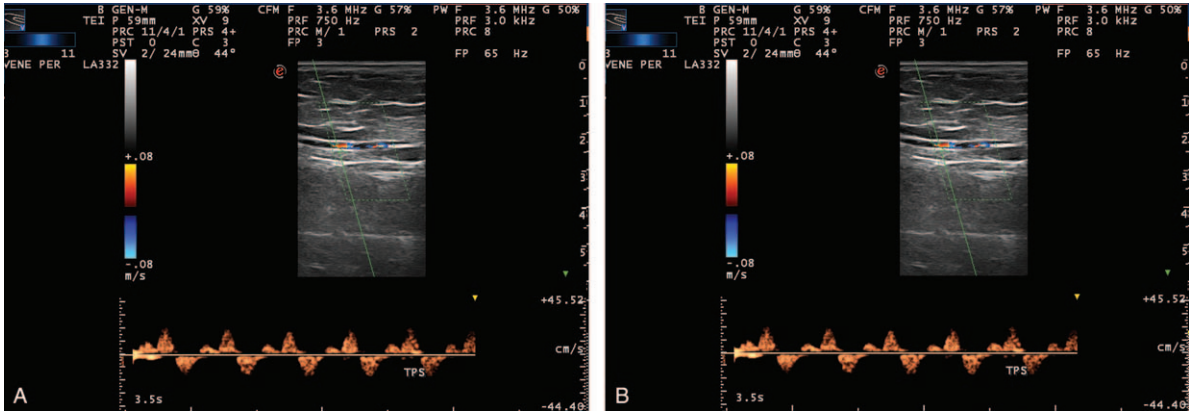 B GEN-M G 59% CFM F 3.6 MHz G 57% PW F 3.6 MHz G 50%
TEI P 59mm XV 9 PRF 750 Hz PRF 3.0 kHz
PRC 11/4/1 PRS 4+ PRC M/ 1 PRS 2 PRC 8
PST 0 C 3 FP 3
SV 2/ 24mmθ 44° FP 65 Hz
3 11
VENE PER LA332
e
0
+.08
-.08
m/s
+45.52
cm/s
TPS
3.5s
-44.40
A
B GEN-M G 59% CFM F 3.6 MHz G 57% PW F 3.6 MHz G 50%
TEI P 59mm XV 9 PRF 750 Hz PRF 3.0 kHz
PRC 11/4/1 PRS 4+ PRC M/ 1 PRS 2 PRC 8
PST 0 C 3 FP 3
SV 2/ 24mmθ 44° FP 65 Hz
3 11
VENE PER LA332
e
0
+.08
-.08
m/s
+45.52
cm/s
TPS
3.5s
-44.40
B